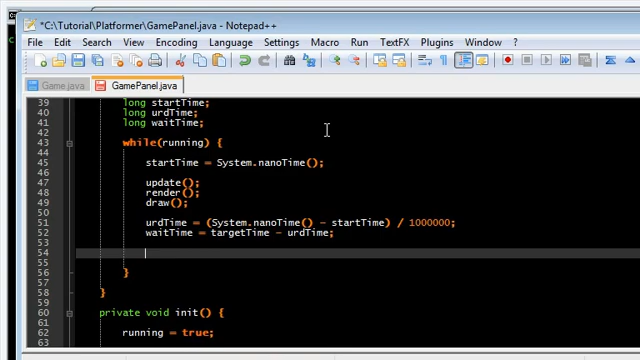 *C:\Tutorial\Platformer\GamePanel.java - Notepad++
File Edit Search View Encoding Language Settings Macro Run TextFX Plugins Window ?
Game.java GamePanel.java
39 long startTime;
40 long urdTime;
41 long waitTime;
42
43 while(running) {
44
45 startTime = System.nanoTime();
46
47 update();
48 render();
49 draw();
50
51 urdTime = (System.nanoTime() - startTime) / 1000000;
52 waitTime = targetTime - urdTime;
53
54
55
56 }
57
58 }
59
60 private void init() {
61
62 running = true;
63